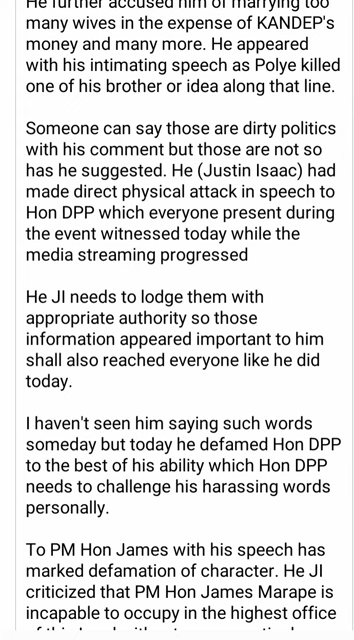 He further accused him of marrying too
many wives in the expense of KANDEP's
money and many more. He appeared
with his intimating speech as Polye killed
one of his brother or idea along that line.
Someone can say those are dirty politics
with his comment but those are not so
has he suggested. He (Justin Isaac) had
made direct physical attack in speech to
Hon DPP which everyone present during
the event witnessed today while the
media streaming progressed
He JI needs to lodge them with
appropriate authority so those
information appeared important to him
shall also reached everyone like he did
today.
I haven't seen him saying such words
someday but today he defamed Hon DPP
to the best of his ability which Hon DPP
needs to challenge his harassing words
personally.
To PM Hon James with his speech has
marked defamation of character. He JI
criticized that PM Hon James Marape is
incapable to occupy in the highest office